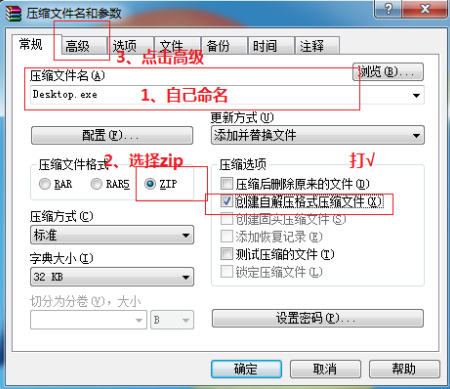 压缩文件名和参数
常规 高级 选项 文件 备份 时间 注释
3、点击高级
压缩文件名(A) 浏览(B)...
Desktop.exe 1、自己命名
更新方式(U)
配置(F)... 添加并替换文件
2、选择zip 打√
压缩文件格式 压缩选项
RAR RAR5 ZIP 压缩后删除原来的文件(D)
创建自解压格式压缩文件(X)
压缩方式(C) 创建固实压缩文件(S)
标准 添加恢复记录(E)
字典大小(I) 测试压缩的文件(T)
32 KB 锁定压缩文件(L)
切分为分卷(V),大小
B 设置密码(P)...
确定 取消 帮助